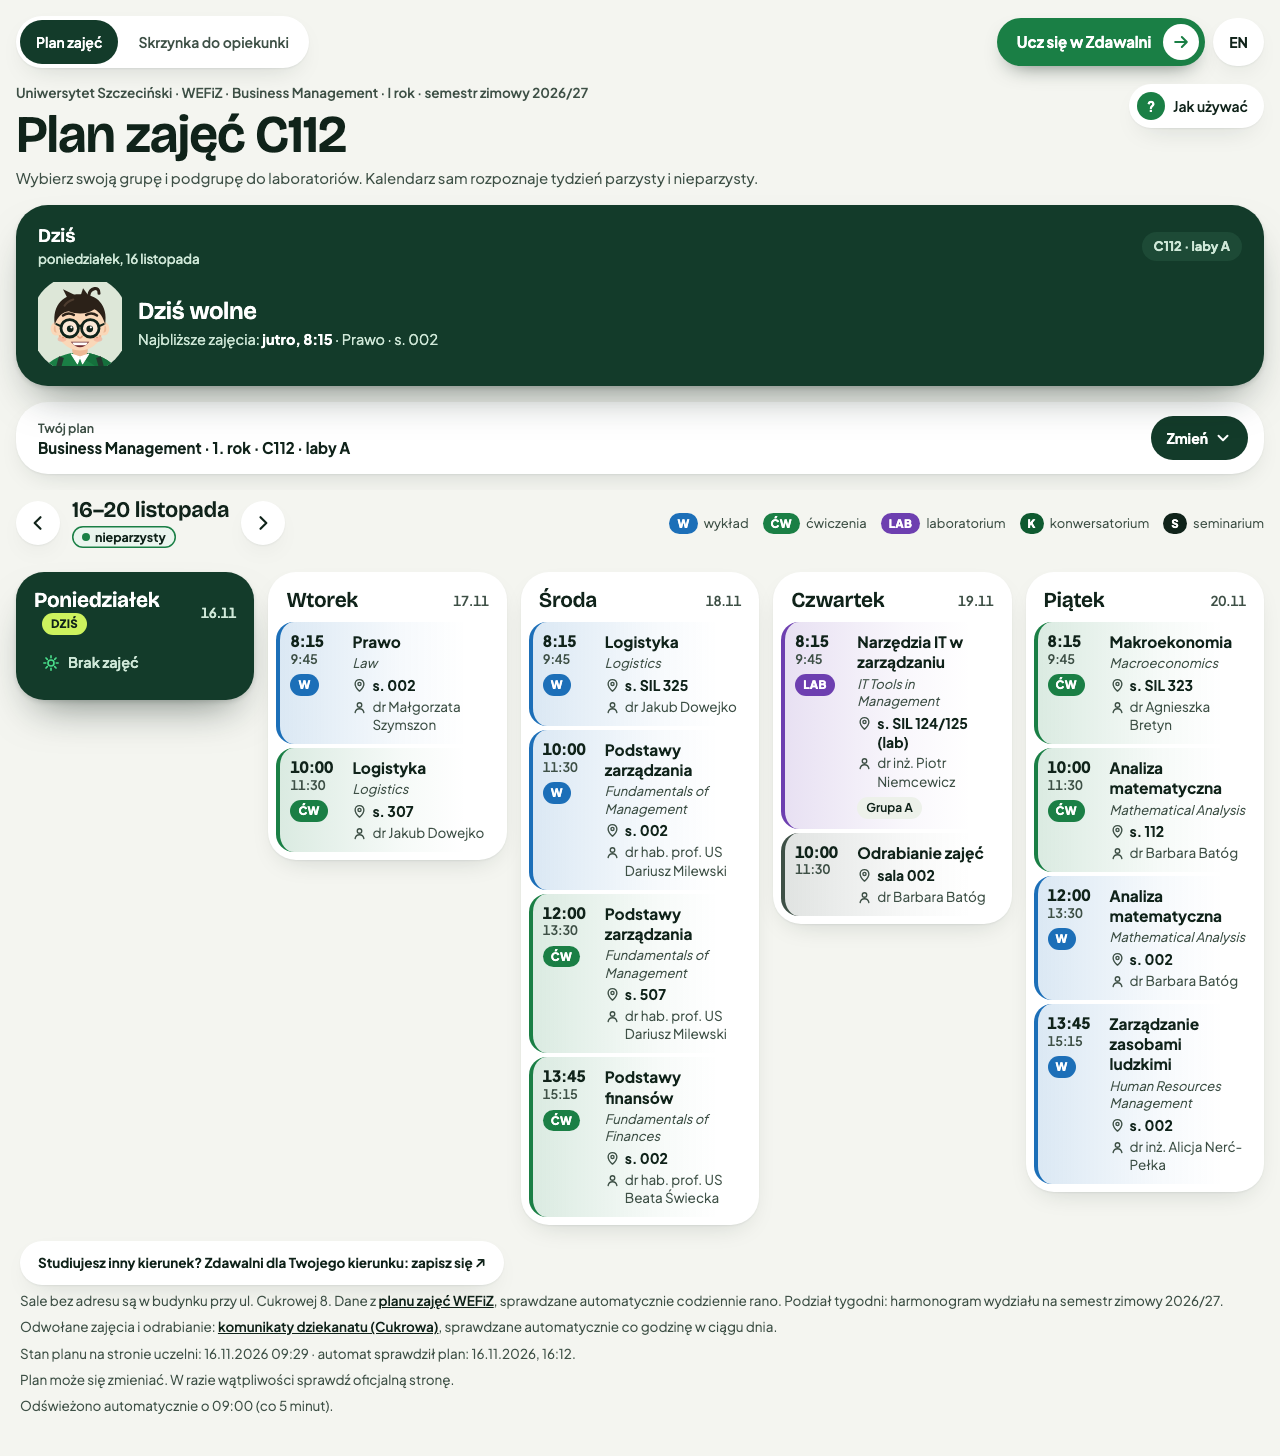 Plan zajęć
Skrzynka do opiekunki
Ucz się w Zdawalni
EN
Uniwersytet Szczeciński · WEFiZ · Business Management · I rok · semestr zimowy 2026/27
Plan zajęć C112
? Jak używać
Wybierz swoją grupę i podgrupę do laboratoriów. Kalendarz sam rozpoznaje tydzień parzysty i nieparzysty.
Dziś
poniedziałek, 16 listopada
C112 · laby A
Dziś wolne
Najbliższe zajęcia: jutro, 8:15 · Prawo · s. 002
Twój plan
Business Management · 1. rok · C112 · laby A
Zmień
16–20 listopada
nieparzysty
W wykład
ĆW ćwiczenia
LAB laboratorium
K konwersatorium
S seminarium
Poniedziałek
DZIŚ
16.11
Brak zajęć
Wtorek
17.11
8:15
9:45
W
Prawo
Law
s. 002
dr Małgorzata
Szymszon
10:00
11:30
ĆW
Logistyka
Logistics
s. 307
dr Jakub Dowejko
Środa
18.11
8:15
9:45
W
Logistyka
Logistics
s. SIL 325
dr Jakub Dowejko
10:00
11:30
W
Podstawy
zarządzania
Fundamentals of
Management
s. 002
dr hab. prof. US
Dariusz Milewski
12:00
13:30
ĆW
Podstawy
zarządzania
Fundamentals of
Management
s. 507
dr hab. prof. US
Dariusz Milewski
13:45
15:15
ĆW
Podstawy
finansów
Fundamentals of
Finances
s. 002
dr hab. prof. US
Beata Świecka
Czwartek
19.11
8:15
9:45
LAB
Narzędzia IT w
zarządzaniu
IT Tools in
Management
s. SIL 124/125
(lab)
dr inż. Piotr
Niemcewicz
Grupa A
10:00
11:30
Odrabianie zajęć
sala 002
dr Barbara Batóg
Piątek
20.11
8:15
9:45
ĆW
Makroekonomia
Macroeconomics
s. SIL 323
dr Agnieszka
Bretyn
10:00
11:30
ĆW
Analiza
matematyczna
Mathematical Analysis
s. 112
dr Barbara Batóg
12:00
13:30
W
Analiza
matematyczna
Mathematical Analysis
s. 002
dr Barbara Batóg
13:45
15:15
W
Zarządzanie
zasobami
ludzkimi
Human Resources
Management
s. 002
dr inż. Alicja Nerć-
Pełka
Studiujesz inny kierunek? Zdawalni dla Twojego kierunku: zapisz się ↗
Sale bez adresu są w budynku przy ul. Cukrowej 8. Dane z planu zajęć WEFiZ, sprawdzane automatycznie codziennie rano. Podział tygodni: harmonogram wydziału na semestr zimowy 2026/27.
Odwołane zajęcia i odrabianie: komunikaty dziekanatu (Cukrowa), sprawdzane automatycznie co godzinę w ciągu dnia.
Stan planu na stronie uczelni: 16.11.2026 09:29 · automat sprawdził plan: 16.11.2026, 16:12.
Plan może się zmieniać. W razie wątpliwości sprawdź oficjalną stronę.
Odświeżono automatycznie o 09:00 (co 5 minut).